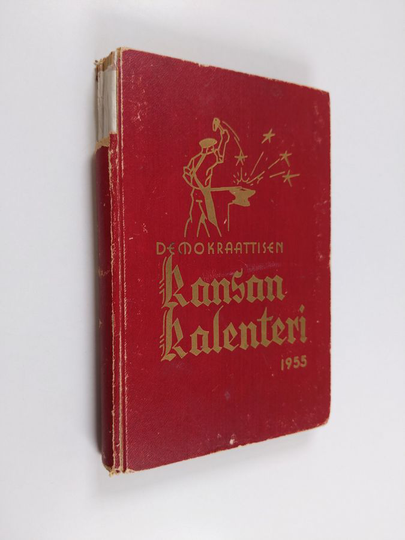 DEMOKRAATTISEN
Kansan
Kalenteri
1955